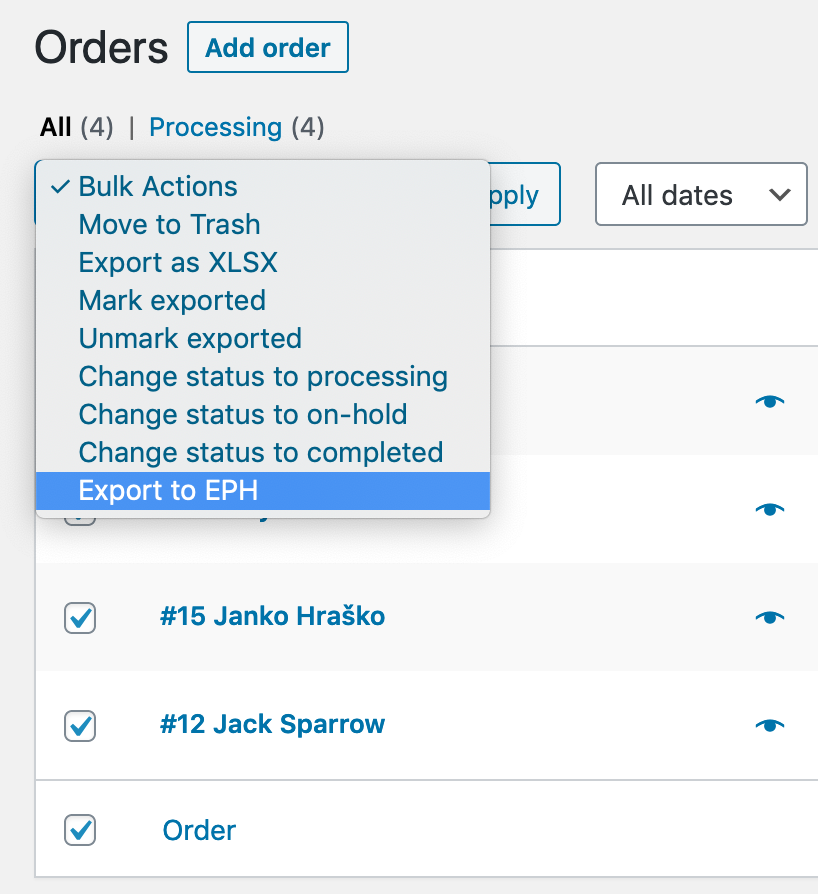 Orders Add order
All (4) | Processing (4)
Bulk Actions
pply
All dates
Move to Trash
Export as XLSX
Mark exported
Unmark exported
Change status to processing
Change status to on-hold
Change status to completed
Export to EPH
#15 Janko Hraško
#12 Jack Sparrow
Order